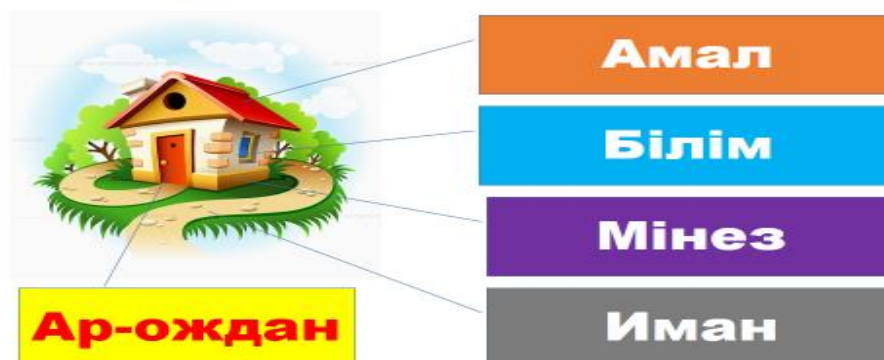 Амал
Білім
Мінез
Иман
Ар-ождан